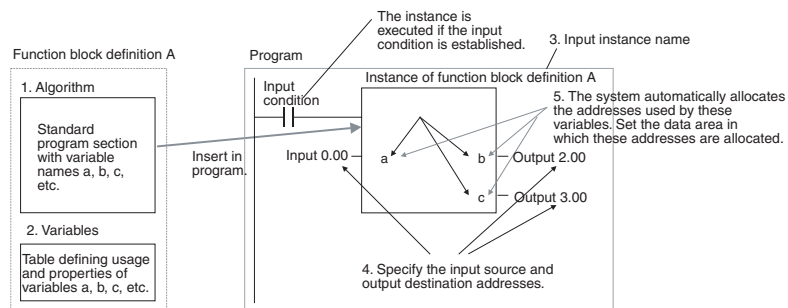 Function block definition A
1. Algorithm
Standard
program section
with variable
names a, b, c,
etc.
2. Variables
Table defining usage
and properties of
variables a, b, c, etc.
Insert in
program.
Program
The instance is
executed if the input
condition is established.
3. Input instance name
Input
condition
Instance of function block definition A
Input 0.00
a
b
Output 2.00
c
Output 3.00
5. The system automatically allocates
the addresses used by these
variables. Set the data area in
which these addresses are allocated.
4. Specify the input source and
output destination addresses.